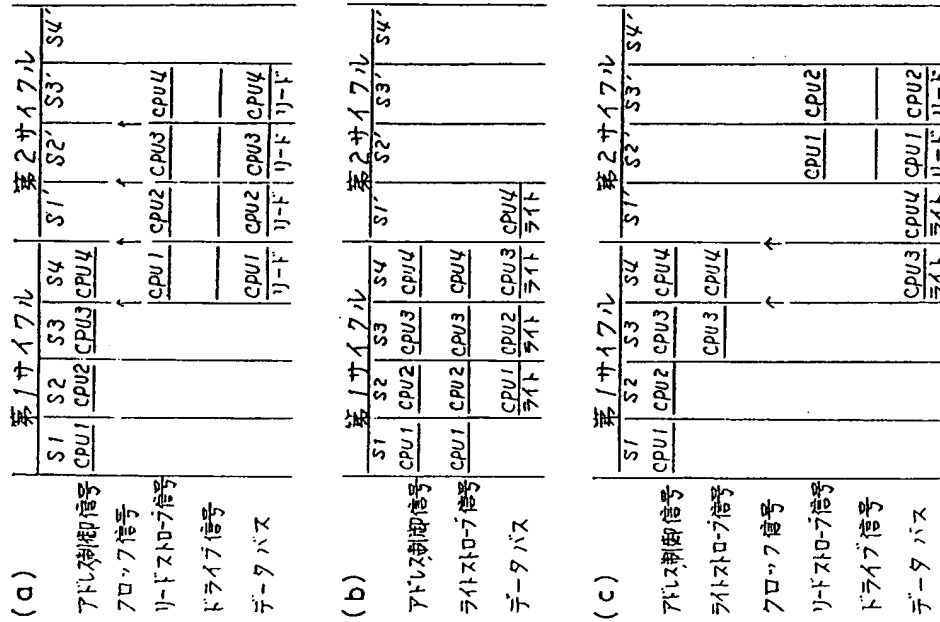 (a)
第1サイクル 第2サイクル
S1 S2 S3 S4 S1' S2' S3' S4'
アドレス制御信号 CPU1 CPU2 CPU3 CPU4
クロック信号
リードストローブ信号 CPU1 CPU2 CPU3 CPU4
ドライブ信号
データバス CPU1 CPU2 CPU3 CPU4
リード リード リード リード
(b)
第1サイクル 第2サイクル
S1 S2 S3 S4 S1' S2' S3' S4'
アドレス制御信号 CPU1 CPU2 CPU3 CPU4
ライトストローブ信号 CPU1 CPU2 CPU3 CPU4
データバス CPU1 CPU2 CPU3 CPU4
ライト ライト ライト ライト
(c)
第1サイクル 第2サイクル
S1 S2 S3 S4 S1' S2' S3' S4'
アドレス制御信号 CPU1 CPU2 CPU3 CPU4
ライトストローブ信号 CPU3 CPU4
クロック信号
リードストローブ信号 CPU1 CPU2
ドライブ信号
データバス CPU3 CPU4 CPU1 CPU2
ライト ライト リード リード